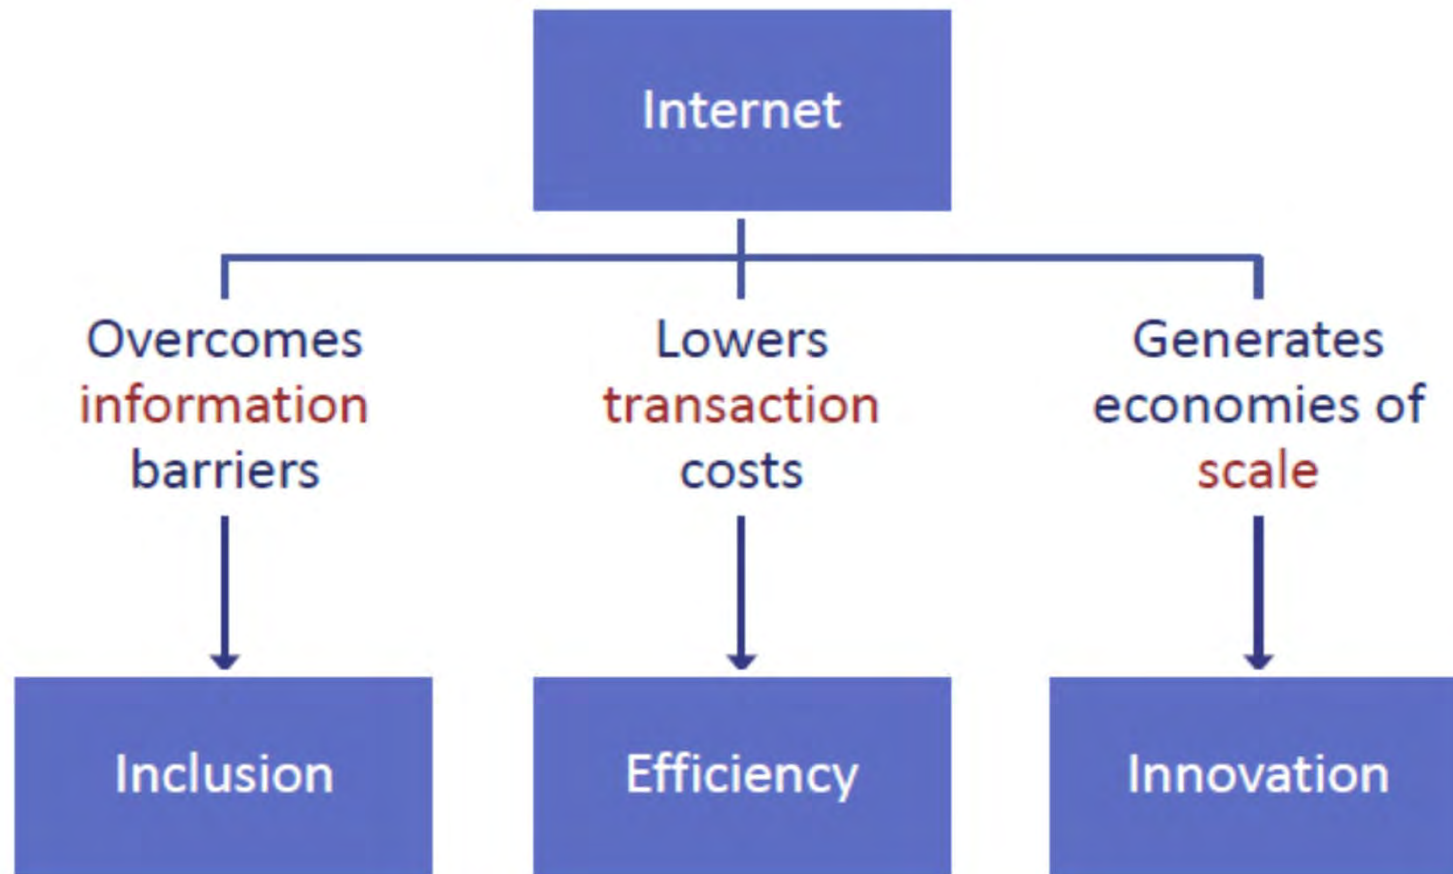 Internet
Overcomes
information
barriers
Lowers
transaction
costs
Generates
economies of
scale
Inclusion
Efficiency
Innovation